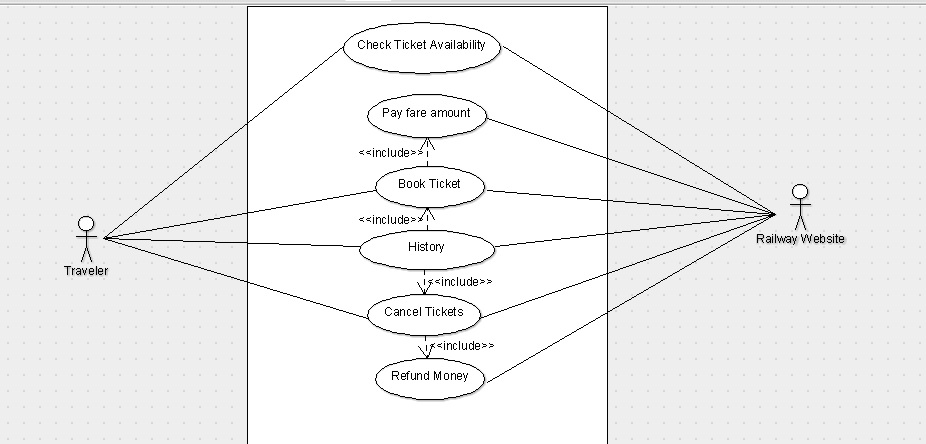 Check Ticket Availability
Pay fare amount
<<include>>
Book Ticket
<<include>>
History
Traveler
Railway Website
<<include>>
Cancel Tickets
<<include>>
Refund Money